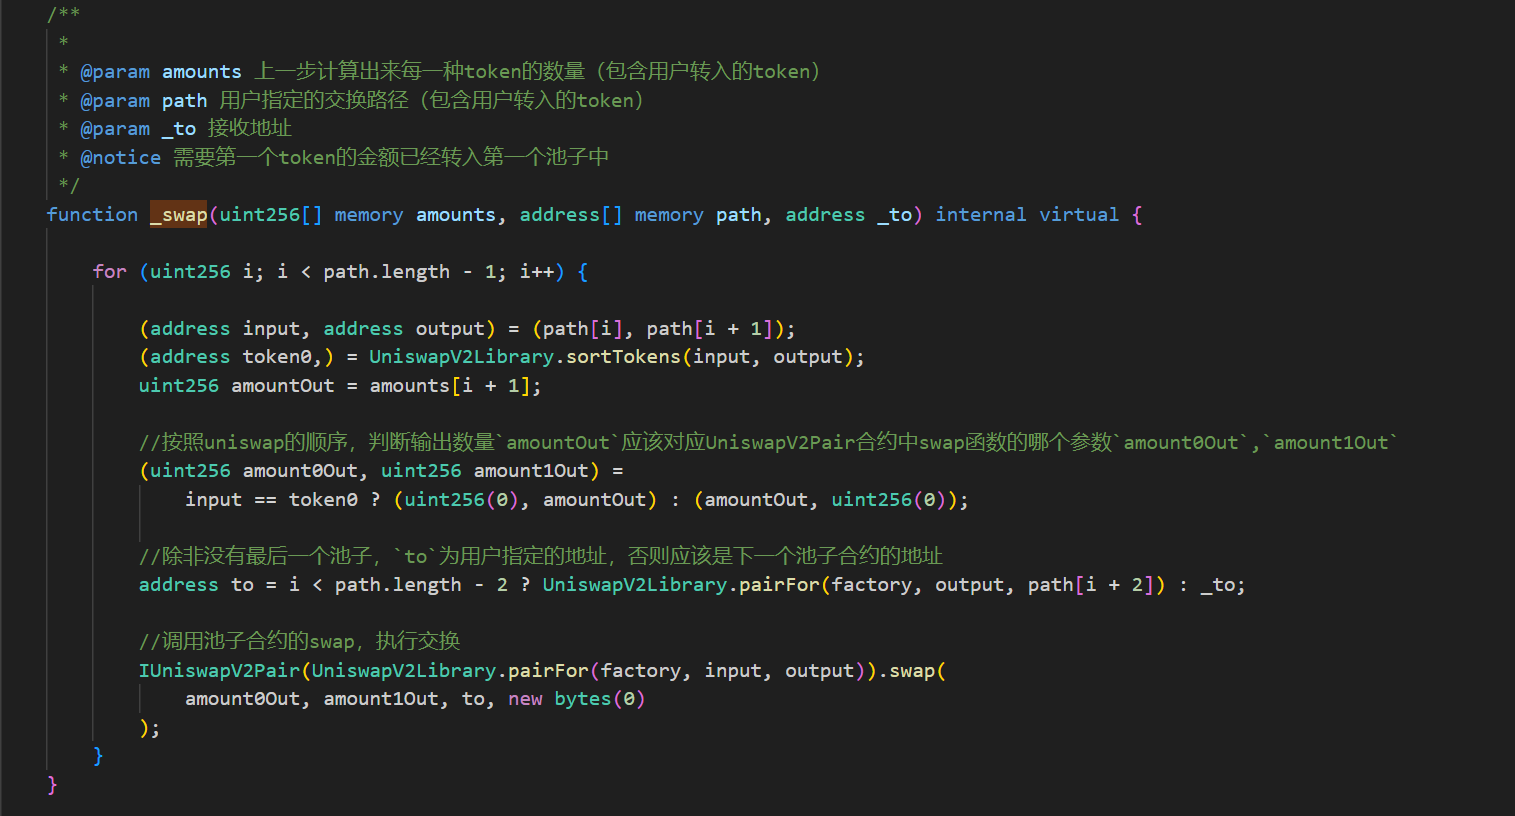 /**
 *
 * @param amounts 上一步计算出来每一种token的数量（包含用户转入的token）
 * @param path 用户指定的交换路径（包含用户转入的token）
 * @param _to 接收地址
 * @notice 需要第一个token的金额已经转入第一个池子中
 */
function _swap(uint256[] memory amounts, address[] memory path, address _to) internal virtual {
for (uint256 i; i < path.length - 1; i++) {
(address input, address output) = (path[i], path[i + 1]);
(address token0,) = UniswapV2Library.sortTokens(input, output);
uint256 amountOut = amounts[i + 1];
//按照uniswap的顺序，判断输出数量`amountOut`应该对应UniswapV2Pair合约中swap函数的哪个参数`amount0Out`,`amount1Out`
(uint256 amount0Out, uint256 amount1Out) =
input == token0 ? (uint256(0), amountOut) : (amountOut, uint256(0));
//除非没有最后一个池子，`to`为用户指定的地址，否则应该是下一个池子合约的地址
address to = i < path.length - 2 ? UniswapV2Library.pairFor(factory, output, path[i + 2]) : _to;
//调用池子合约的swap，执行交换
IUniswapV2Pair(UniswapV2Library.pairFor(factory, input, output)).swap(
amount0Out, amount1Out, to, new bytes(0)
);
}
}